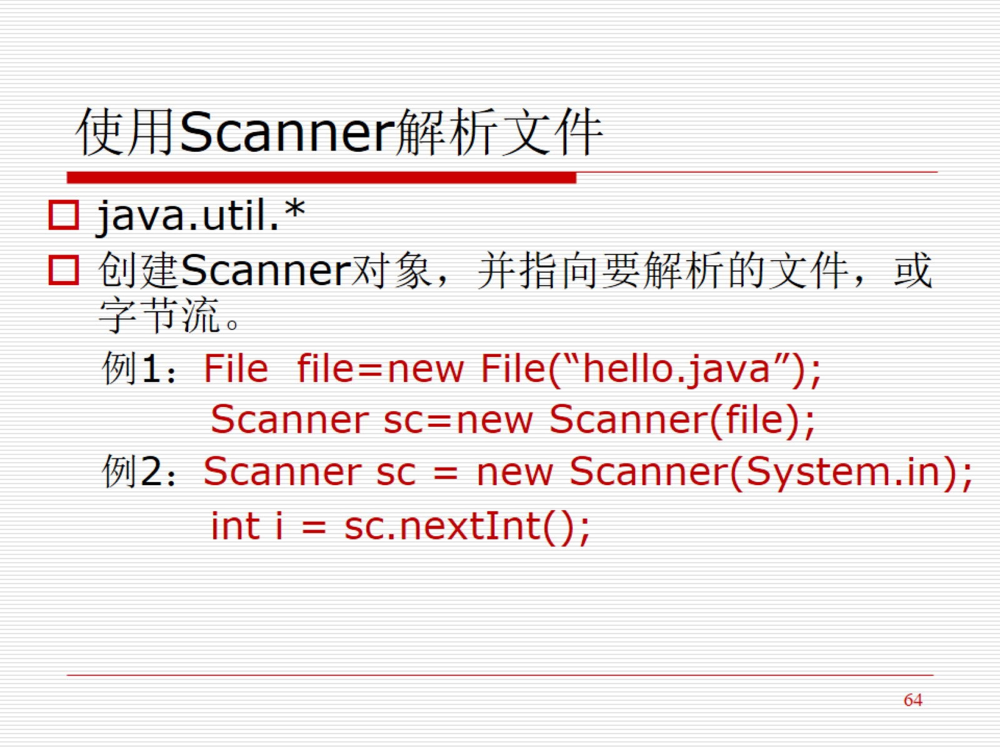 使用Scanner解析文件
java.util.*
创建Scanner对象，并指向要解析的文件，或
字节流。
例1：File  file=new File(“hello.java”);
Scanner sc=new Scanner(file);
例2：Scanner sc = new Scanner(System.in);
int i = sc.nextInt();
64